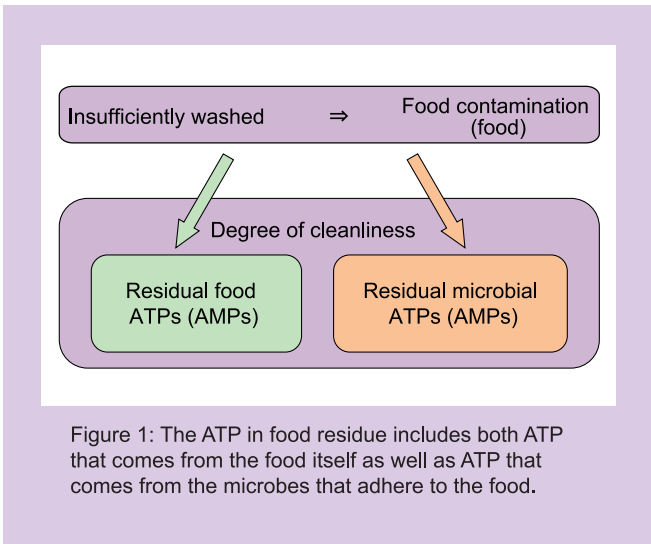 Insufficiently washed ⇒ Food contamination
(food)
Degree of cleanliness
Residual food
ATPs (AMPs)
Residual microbial
ATPs (AMPs)
Figure 1: The ATP in food residue includes both ATP
that comes from the food itself as well as ATP that
comes from the microbes that adhere to the food.